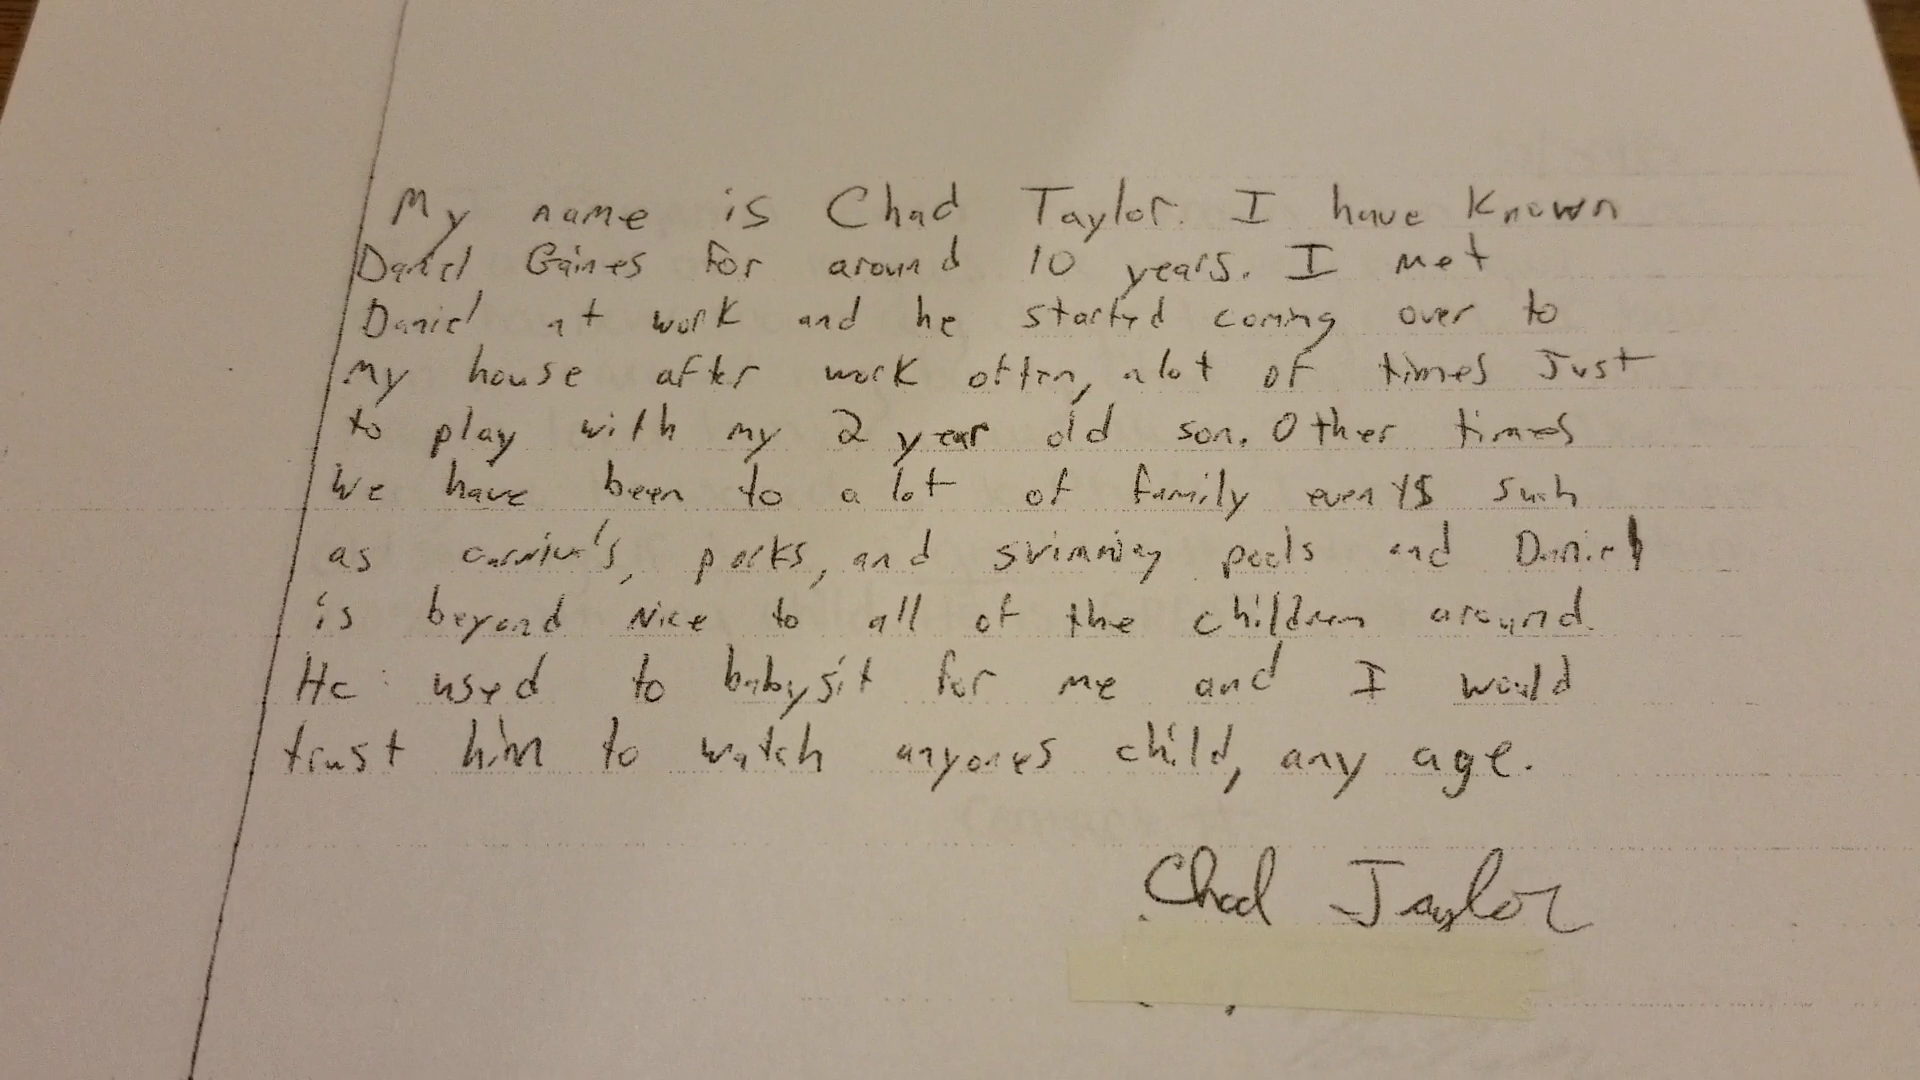 My name is Chad Taylor. I have known
Daniel Gaines for around 10 years. I met
Daniel at work and he started coming over to
my house after work often, alot of times Just
to play with my 2 year old son. Other times
We have been to a lot of family events such
as carnival's, parks, and swimming pools and Daniel
is beyond Nice to all of the children around.
He used to babysit for me and I would
trust him to watch anyones child, any age.
Chad Taylor